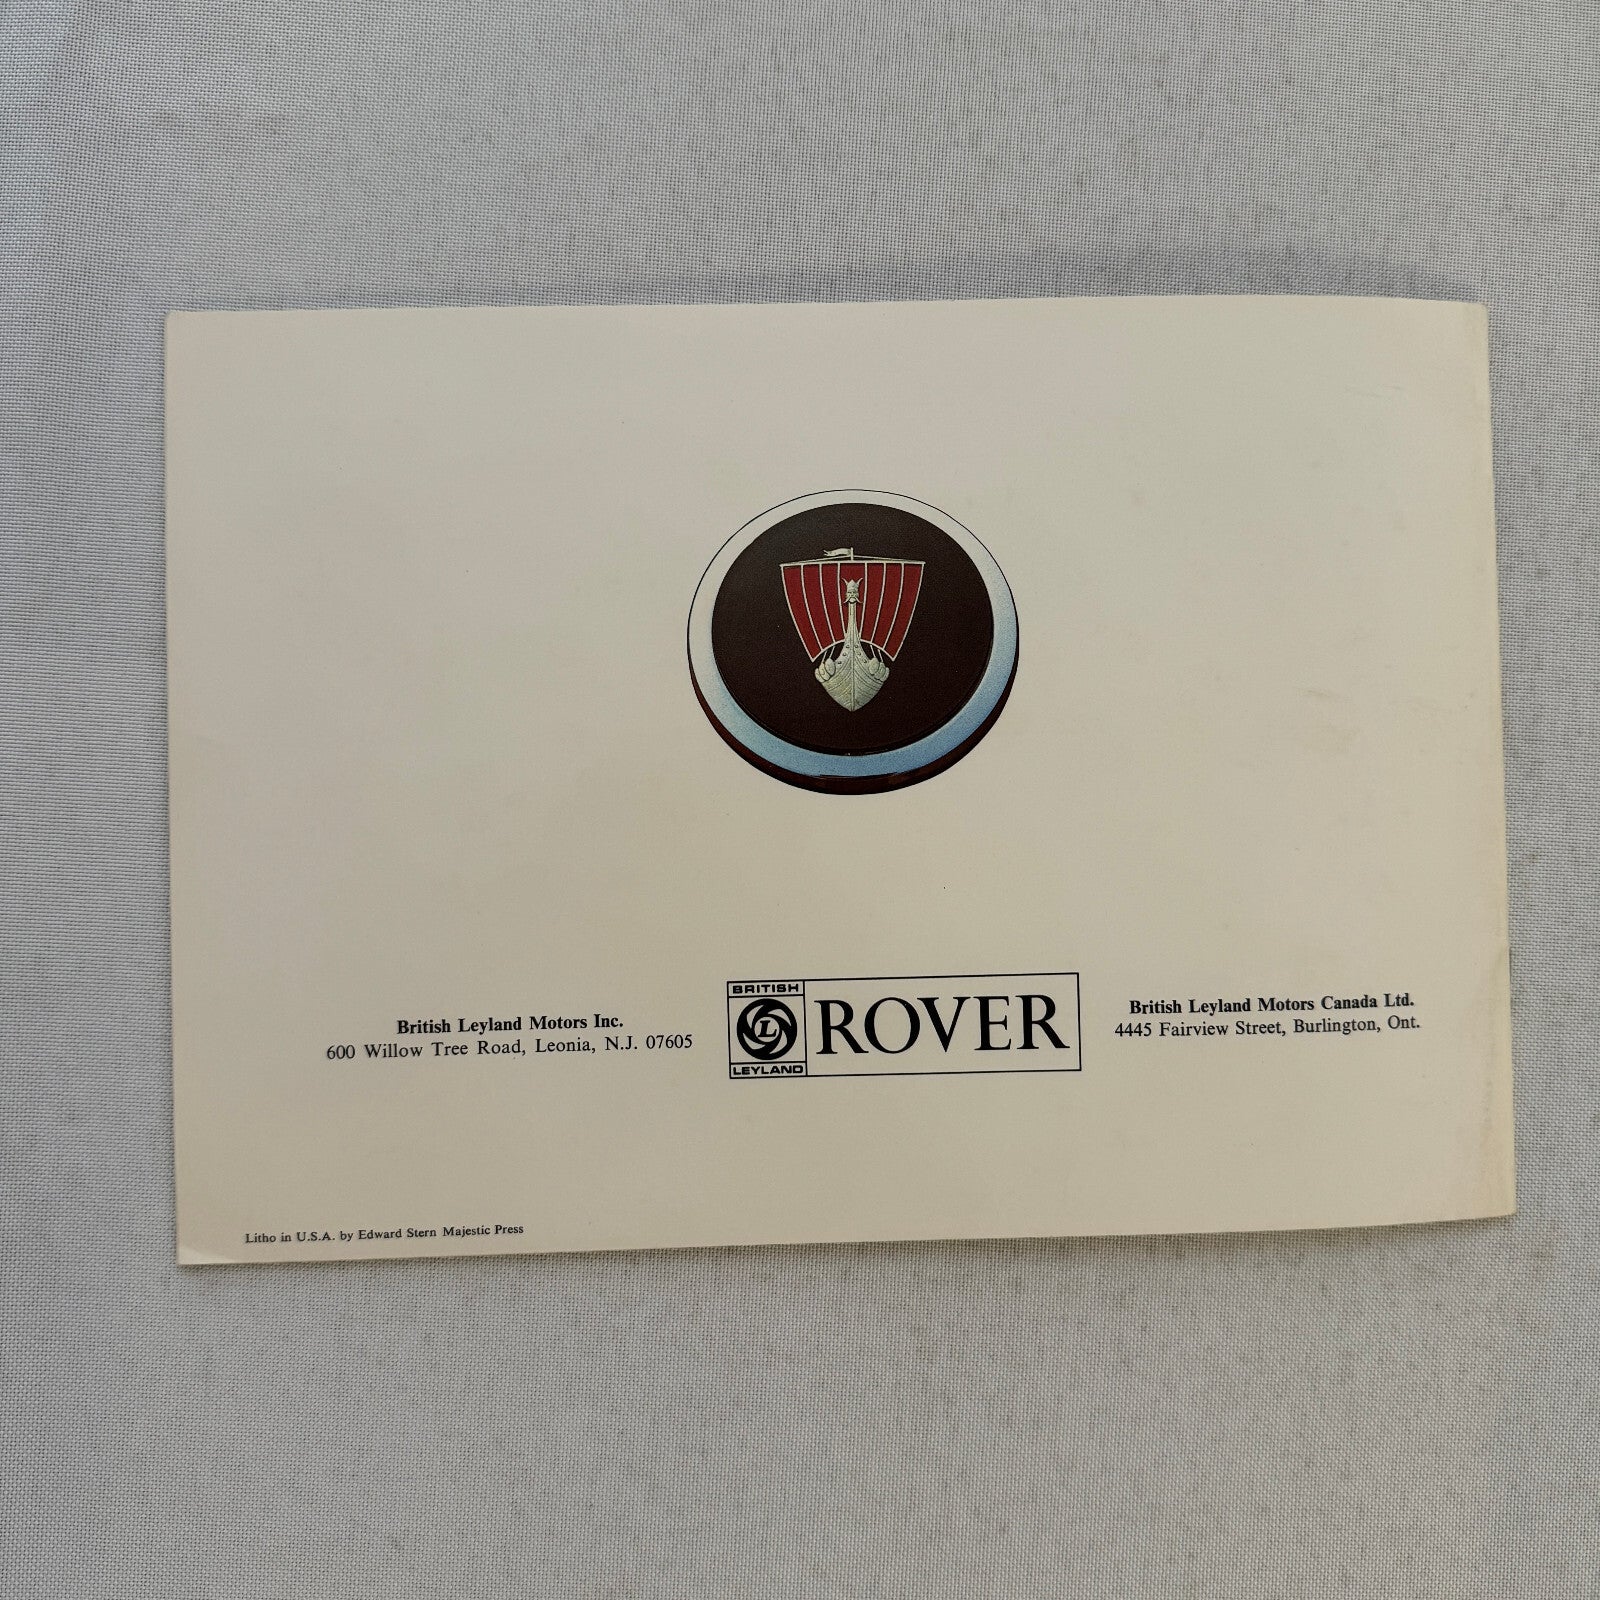 British Leyland Motors Inc.
600 Willow Tree Road, Leonia, N.J. 07605
BRITISH
L
LEYLAND
ROVER
British Leyland Motors Canada Ltd.
4445 Fairview Street, Burlington, Ont.
Litho in U.S.A. by Edward Stern Majestic Press